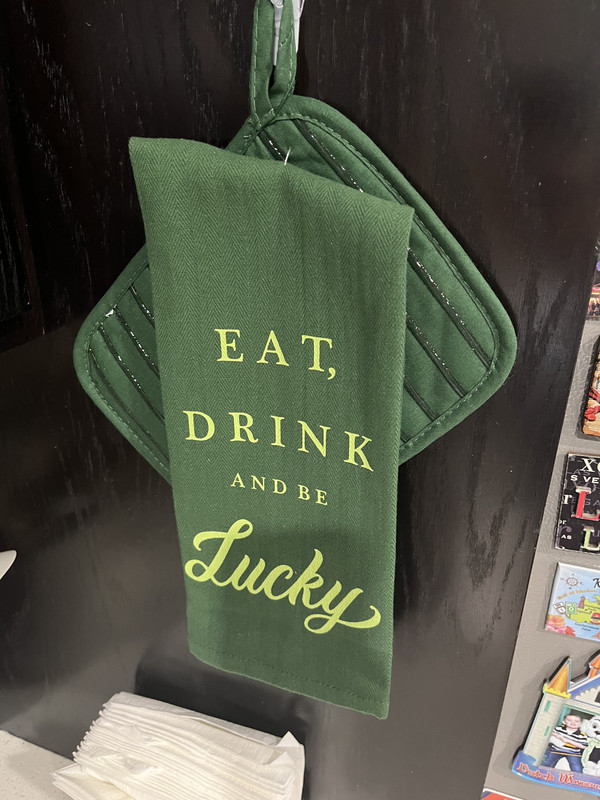 EAT,
DRINK
AND BE
Lucky